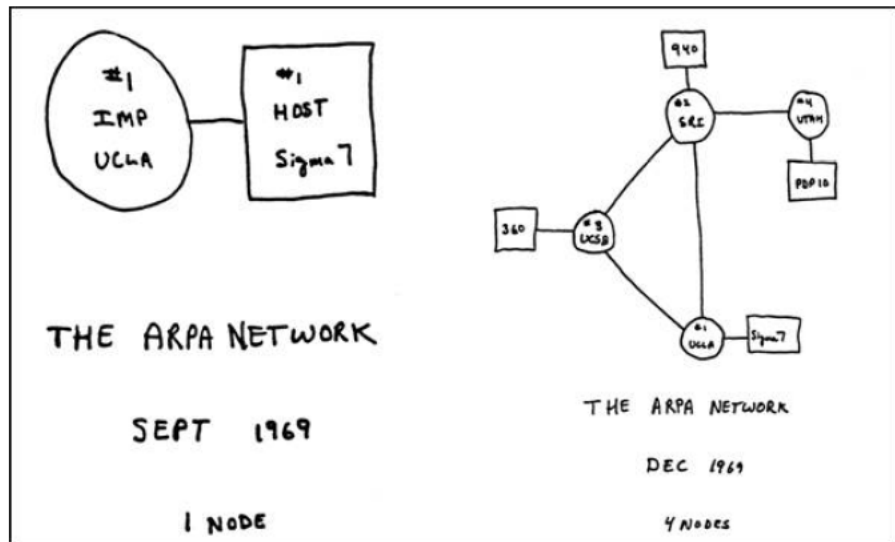 #1
IMP
UCLA
#1
HOST
Sigma 7
THE ARPA NETWORK
SEPT 1969
1 NODE
940
#2
SRI
#4
UTAH
PDP 10
360
#3
UCSB
#1
UCLA
Sigma 7
THE ARPA NETWORK
DEC 1969
4 NODES